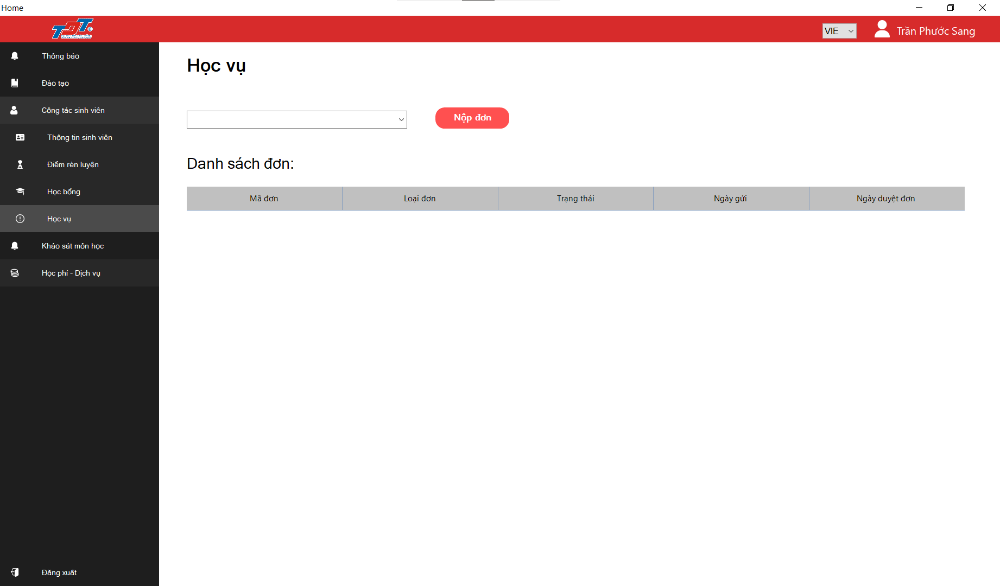 Home
TDT
VIE
Trần Phước Sang
Thông báo
Đào tạo
Công tác sinh viên
Thông tin sinh viên
Điểm rèn luyện
Học bổng
Học vụ
Khảo sát môn học
Học phí - Dịch vụ
Đăng xuất
Học vụ
Nộp đơn
Danh sách đơn:
Mã đơn
Loại đơn
Trạng thái
Ngày gửi
Ngày duyệt đơn